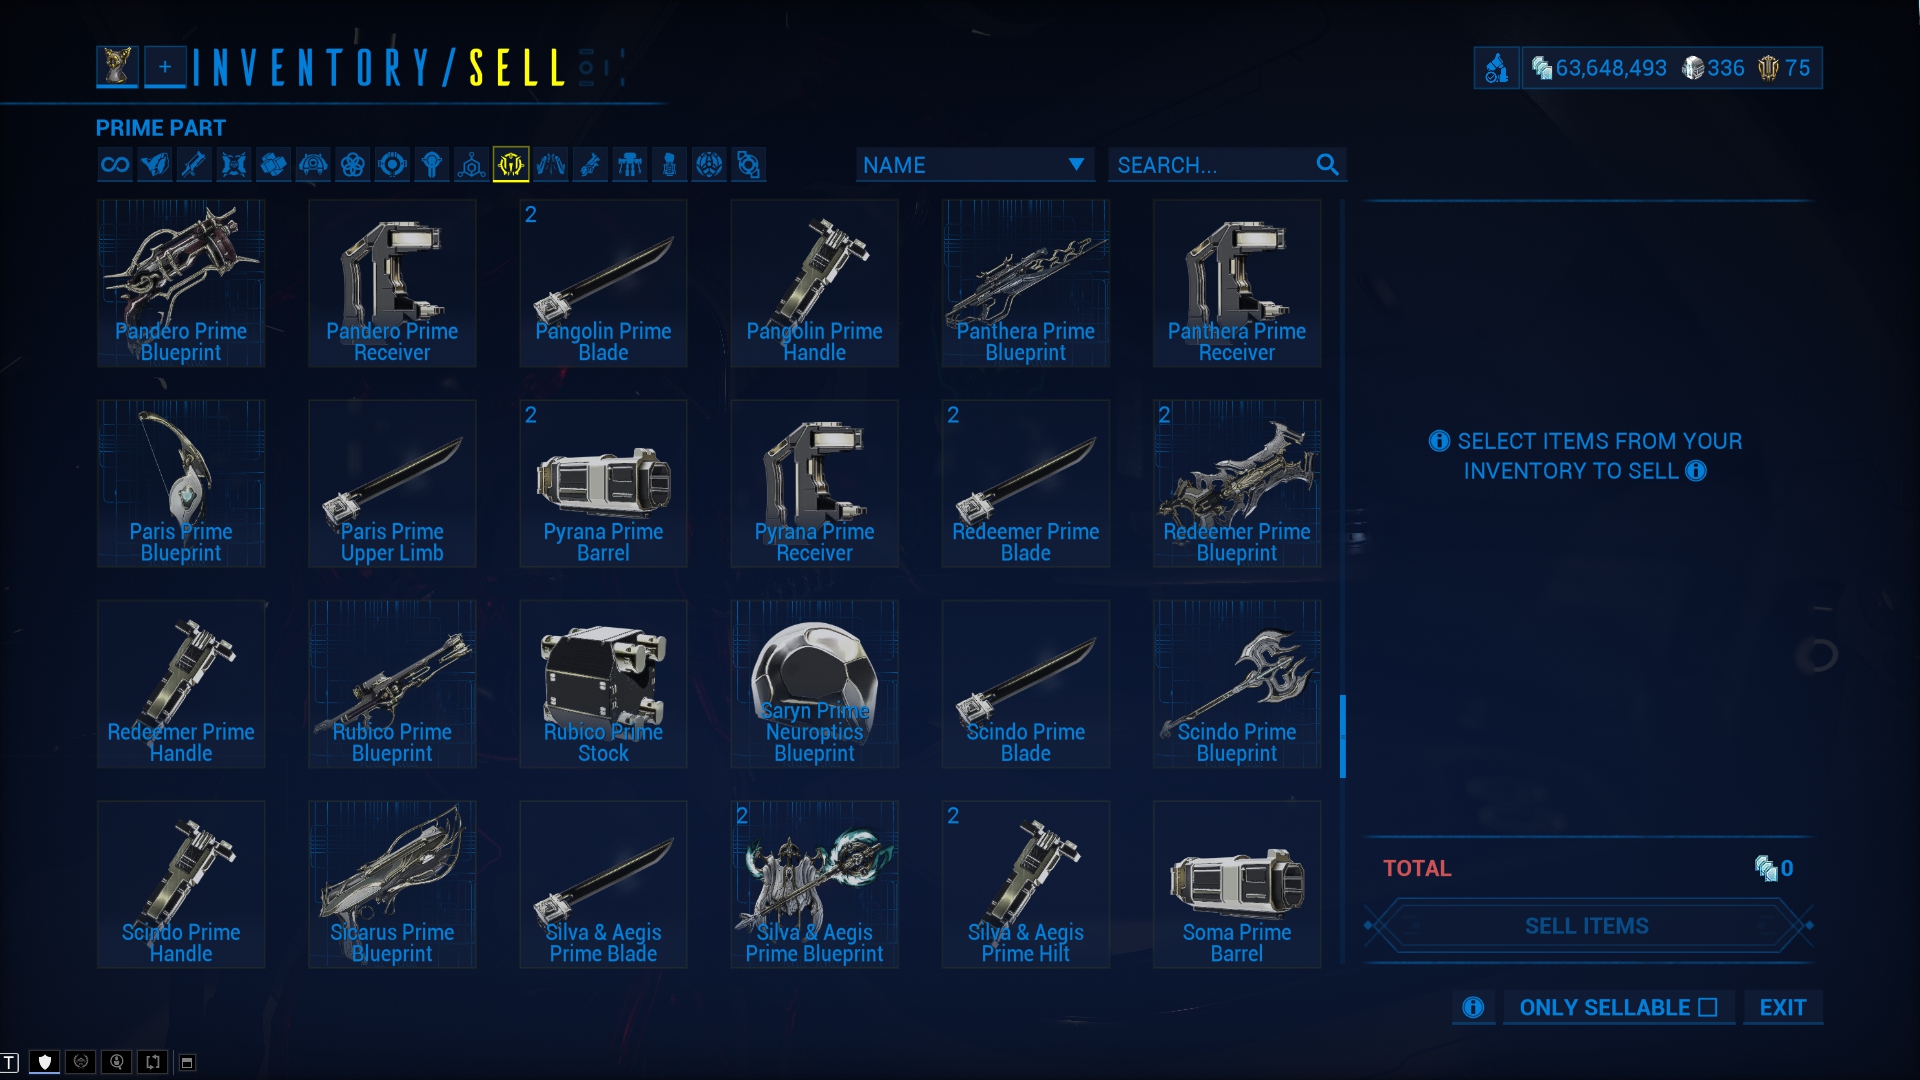 + INVENTORY/SELL
63,648,493 336 75
PRIME PART
NAME
SEARCH...
Pandero Prime
Blueprint
Pandero Prime
Receiver
2
Pangolin Prime
Blade
Pangolin Prime
Handle
Panthera Prime
Blueprint
Panthera Prime
Receiver
Paris Prime
Blueprint
Paris Prime
Upper Limb
2
Pyrana Prime
Barrel
Pyrana Prime
Receiver
2
Redeemer Prime
Blade
2
Redeemer Prime
Blueprint
Redeemer Prime
Handle
Rubico Prime
Blueprint
Rubico Prime
Stock
Saryn Prime
Neuroptics
Blueprint
Scindo Prime
Blade
Scindo Prime
Blueprint
Scindo Prime
Handle
Sicarus Prime
Blueprint
Silva & Aegis
Prime Blade
2
Silva & Aegis
Prime Blueprint
2
Silva & Aegis
Prime Hilt
Soma Prime
Barrel
SELECT ITEMS FROM YOUR
INVENTORY TO SELL
TOTAL 0
SELL ITEMS
ONLY SELLABLE
EXIT
T